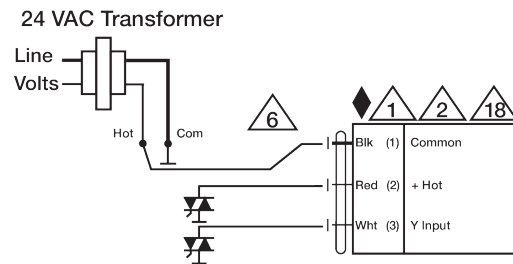 24 VAC Transformer
Line
Volts
Hot
Com
6
1
2
18
Blk (1) Common
Red (2) + Hot
Wht (3) Y Input